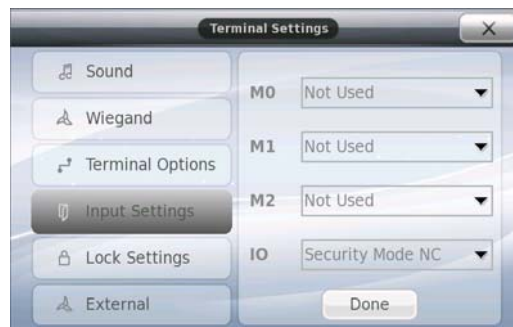 Terminal Settings
Sound
Wiegand
Terminal Options
Input Settings
Lock Settings
External
M0 Not Used
M1 Not Used
M2 Not Used
IO Security Mode NC
Done